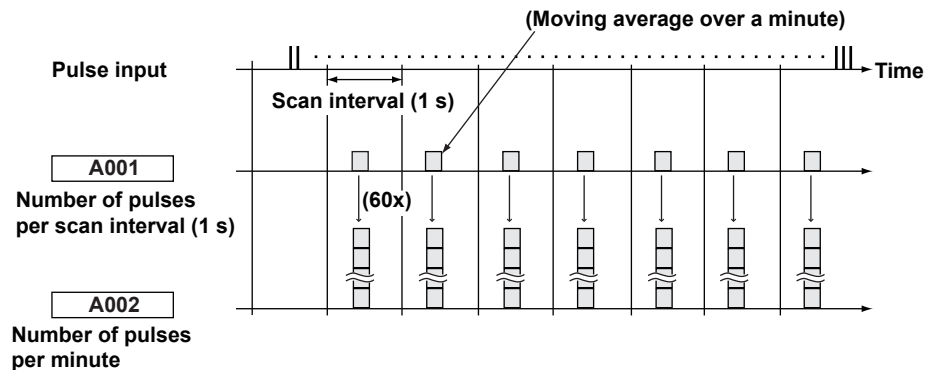 (Moving average over a minute)
Pulse input
Time
Scan interval (1 s)
A001
Number of pulses
per scan interval (1 s)
(60x)
A002
Number of pulses
per minute